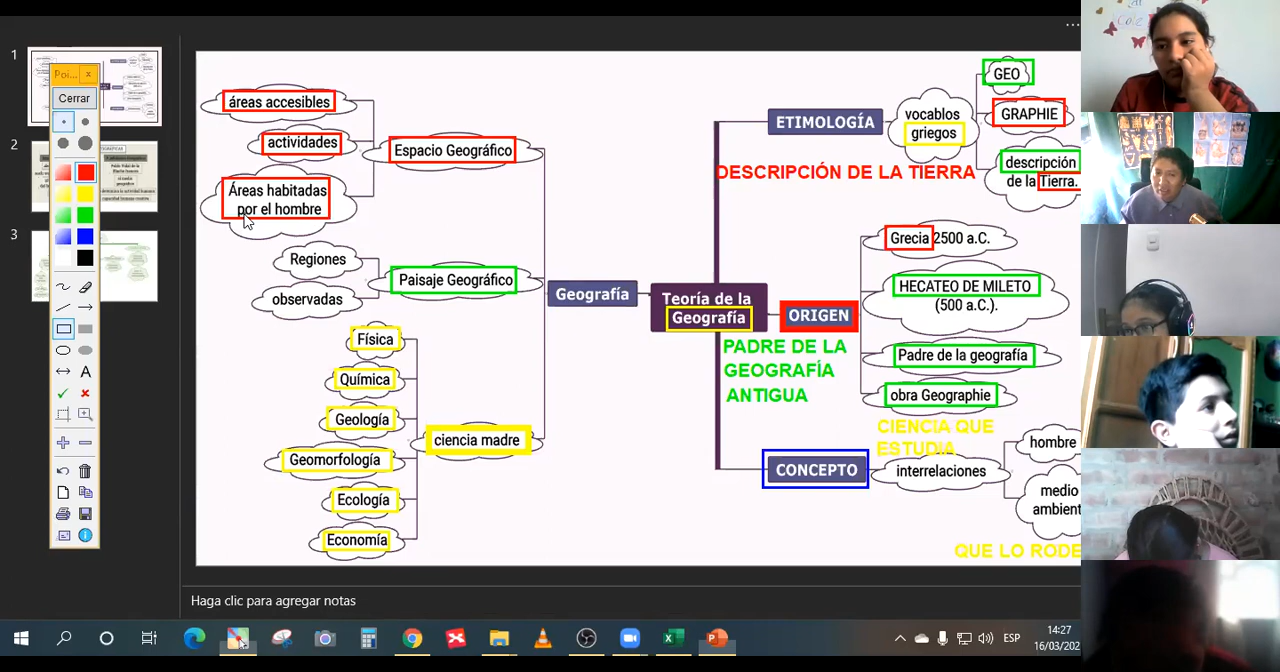 1
2
3
Poi... x
Cerrar
A
áreas accesibles
actividades
Áreas habitadas
por el hombre
Espacio Geográfico
Regiones
observadas
Paisaje Geográfico
Física
Química
Geología
Geomorfología
Ecología
Economía
ciencia madre
Geografía
Teoría de la
Geografía
ETIMOLOGÍA
vocablos
griegos
GEO
GRAPHIE
descripción
de la Tierra.
DESCRIPCIÓN DE LA TIERRA
ORIGEN
PADRE DE LA
GEOGRAFÍA
ANTIGUA
Grecia 2500 a.C.
HECATEO DE MILETO
(500 a.C.).
Padre de la geografía
obra Geographie
CIENCIA QUE
ESTUDIA
CONCEPTO
interrelaciones
hombre
medio
ambient
QUE LO RODE
Haga clic para agregar notas
ESP
14:27
16/03/202